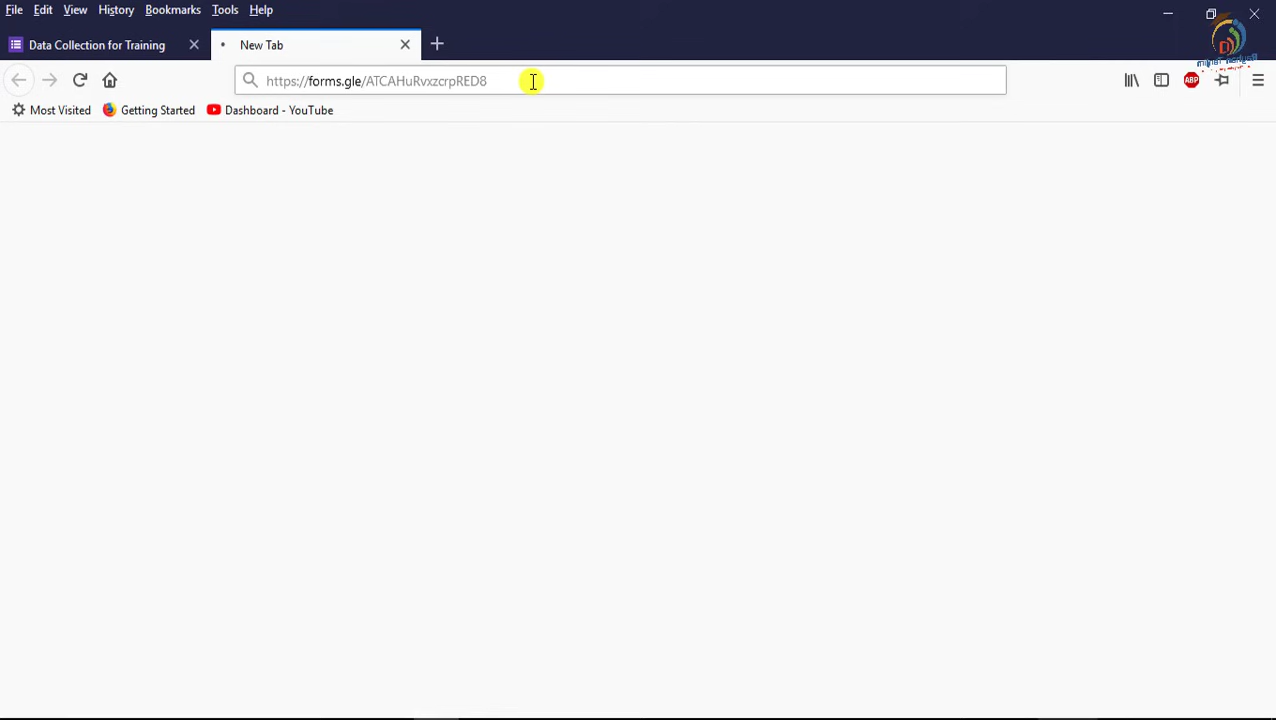 File Edit View History Bookmarks Tools Help
Data Collection for Training New Tab
https://forms.gle/ATCAHuRvxzcrpRED8 ABP
Most Visited Getting Started Dashboard - YouTube